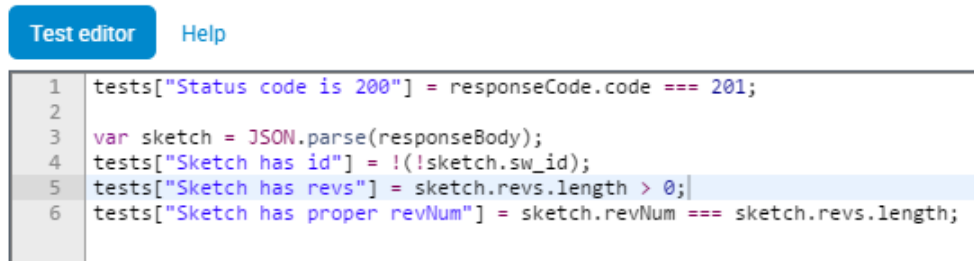 Test editor Help
1 tests["Status code is 200"] = responseCode.code === 201;
2
3 var sketch = JSON.parse(responseBody);
4 tests["Sketch has id"] = !(!sketch.sw_id);
5 tests["Sketch has revs"] = sketch.revs.length > 0;
6 tests["Sketch has proper revNum"] = sketch.revNum === sketch.revs.length;